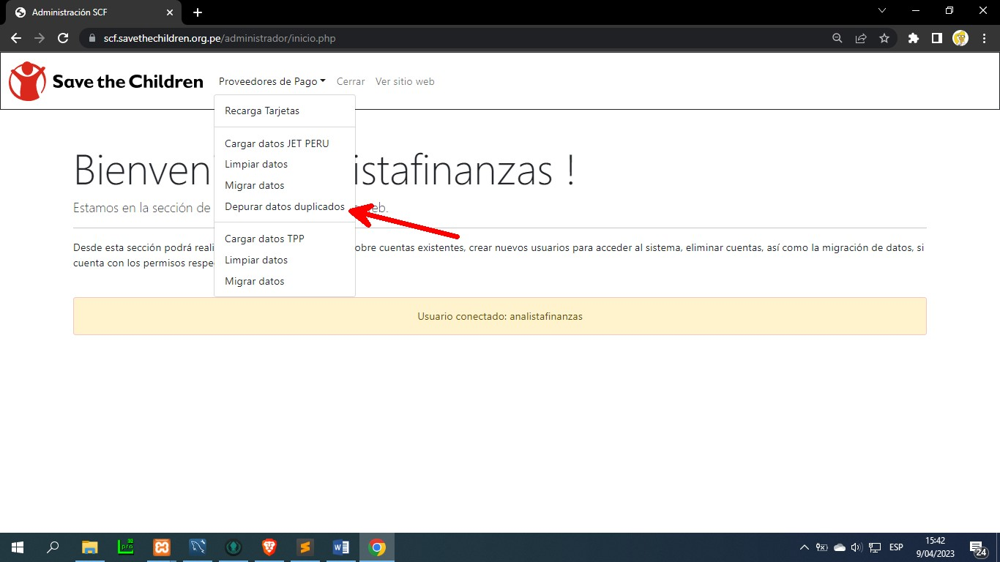 Administración SCF
scf.savethechildren.org.pe/administrador/inicio.php
Save the Children
Proveedores de Pago
Cerrar
Ver sitio web
Recarga Tarjetas
Cargar datos JET PERU
Limpiar datos
Migrar datos
Depurar datos duplicados
Cargar datos TPP
Limpiar datos
Migrar datos
Bienven istafinanzas !
Estamos en la sección de eb.
Desde esta sección podrá reali obre cuentas existentes, crear nuevos usuarios para acceder al sistema, eliminar cuentas, así como la migración de datos, si
cuenta con los permisos respe
Usuario conectado: analistafinanzas
ESP
15:42
9/04/2023
24